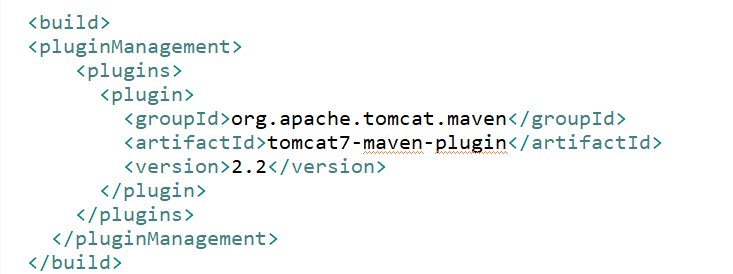 <build>
<pluginManagement>
<plugins>
<plugin>
<groupId>org.apache.tomcat.maven</groupId>
<artifactId>tomcat7-maven-plugin</artifactId>
<version>2.2</version>
</plugin>
</plugins>
</pluginManagement>
</build>